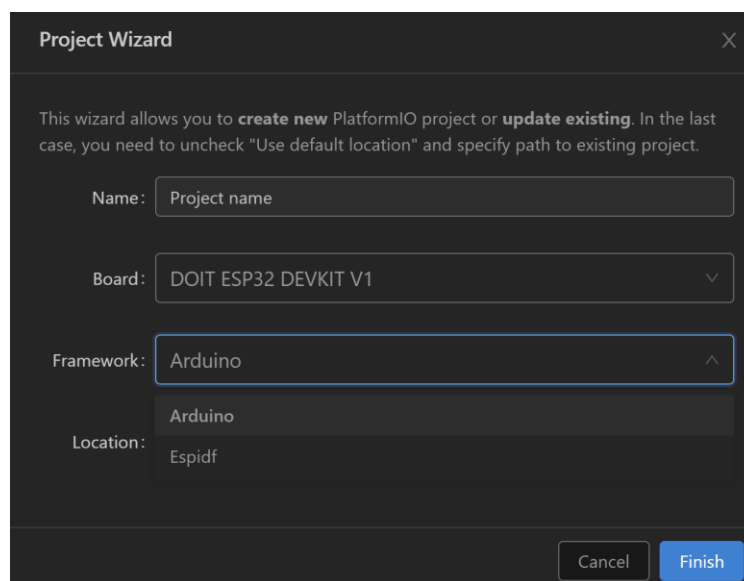 Project Wizard
This wizard allows you to create new PlatformIO project or update existing. In the last
case, you need to uncheck "Use default location" and specify path to existing project.
Name: Project name
Board: DOIT ESP32 DEVKIT V1
Framework: Arduino
Arduino
Location:
Espidf
Cancel Finish